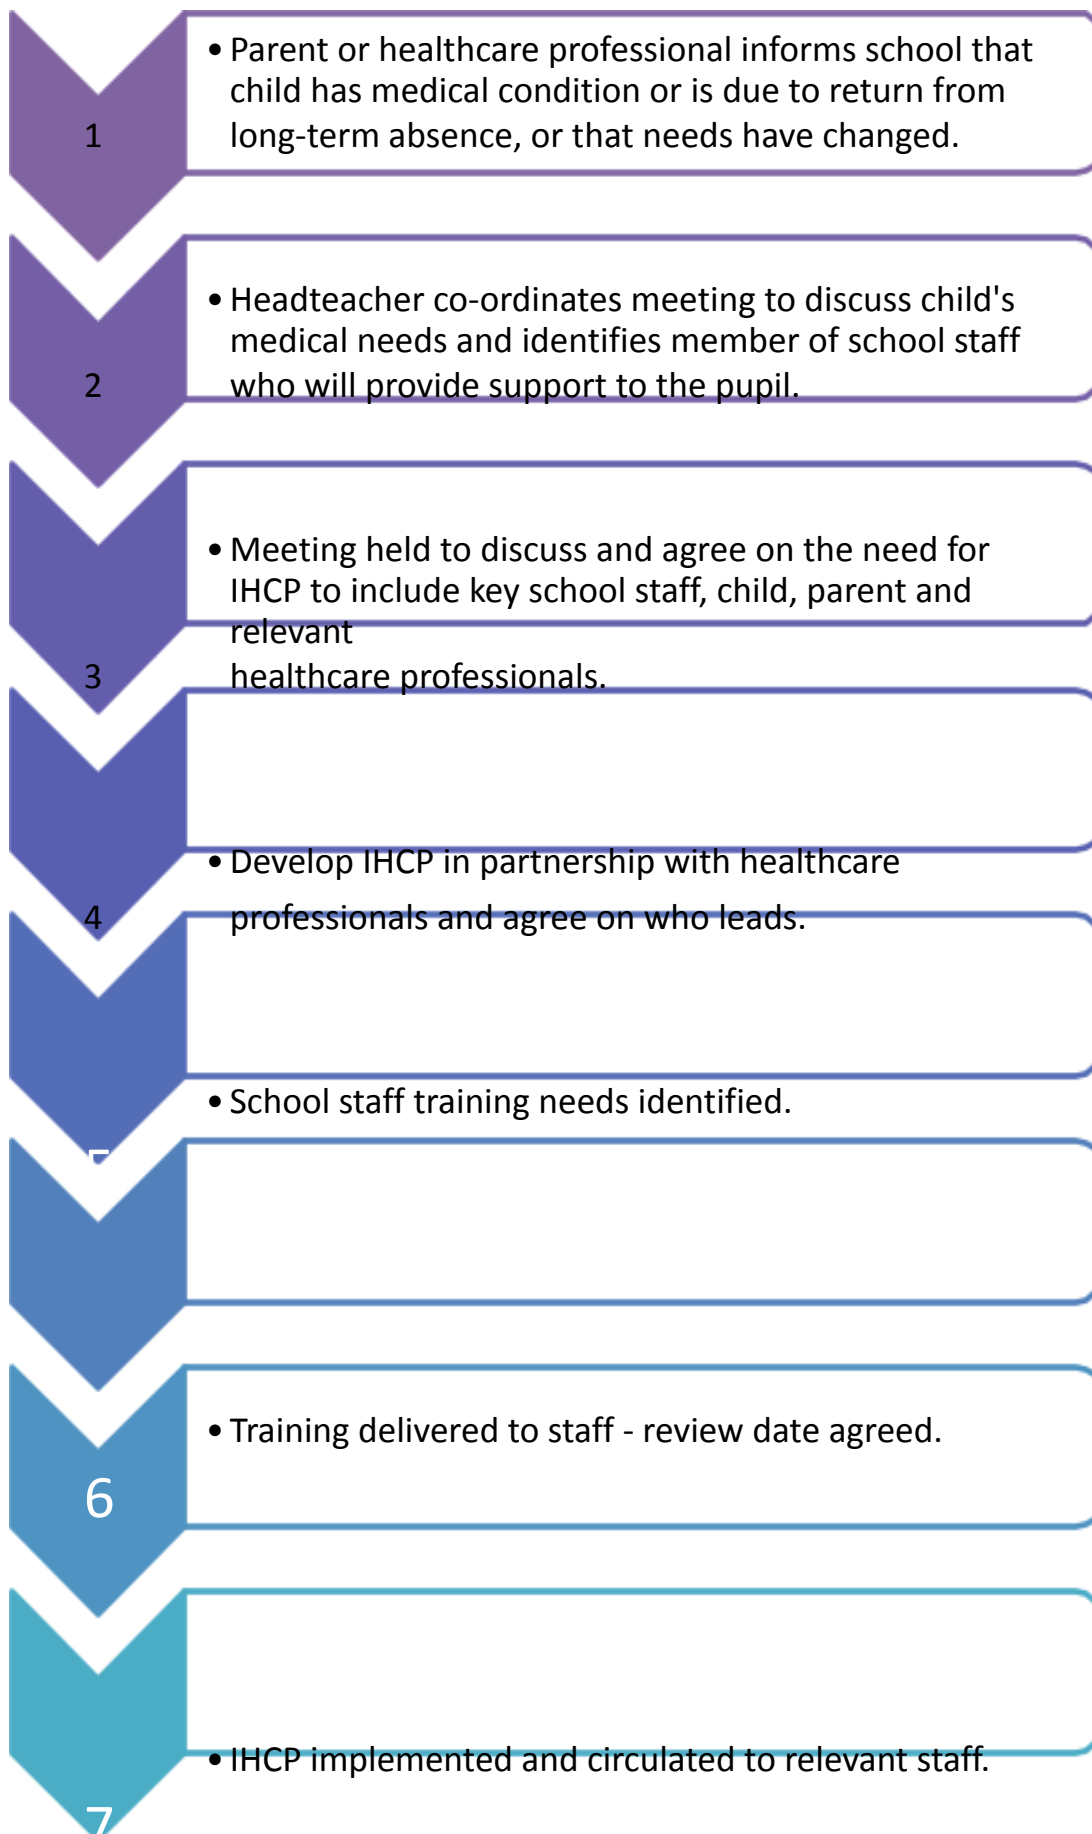 • Parent or healthcare professional informs school that
child has medical condition or is due to return from
1
long-term absence, or that needs have changed.
• Headteacher co-ordinates meeting to discuss child's
medical needs and identifies member of school staff
2
who will provide support to the pupil.
• Meeting held to discuss and agree on the need for
IHCP to include key school staff, child, parent and
relevant
3
healthcare professionals.
• Develop IHCP in partnership with healthcare
4
professionals and agree on who leads.
• School staff training needs identified.
5
• Training delivered to staff - review date agreed.
6
• IHCP implemented and circulated to relevant staff.
7